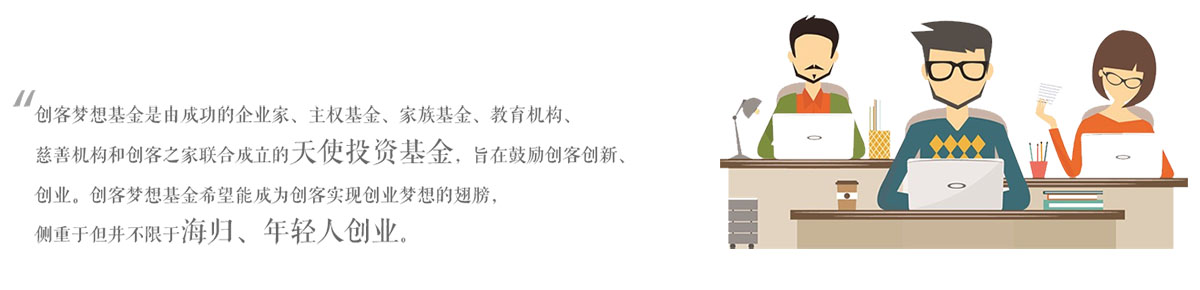 “创客梦想基金是由成功的企业家、主权基金、家族基金、教育机构、
慈善机构和创客之家联合成立的天使投资基金，旨在鼓励创客创新、
创业。创客梦想基金希望能成为创客实现创业梦想的翅膀，
侧重于但并不限于海归、年轻人创业。